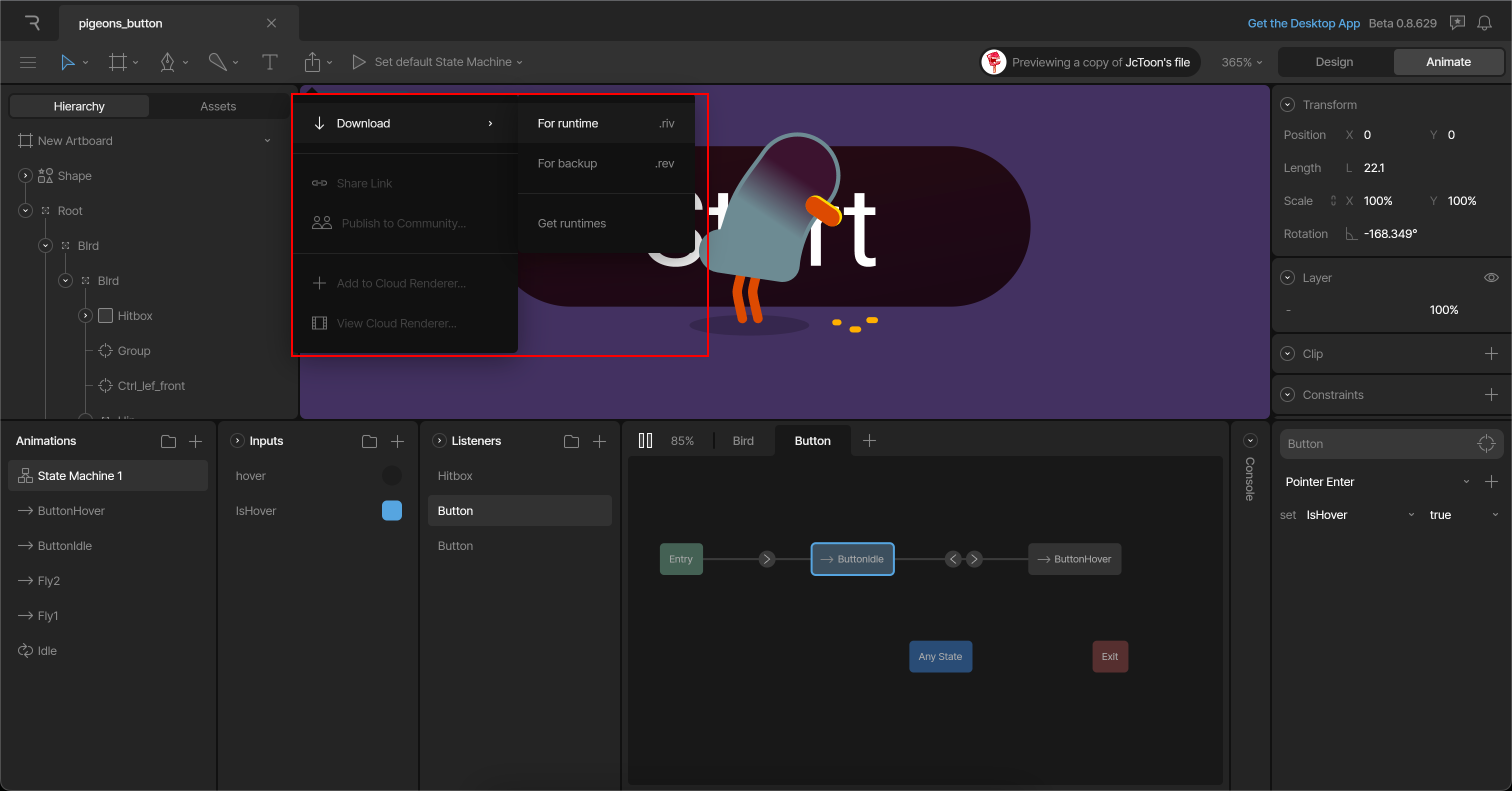 pigeons_button
Get the Desktop App
Beta 0.8.629
Set default State Machine
Previewing a copy of JcToon's file
365%
Design
Animate
Hierarchy
Assets
New Artboard
Shape
Root
BIrd
BIrd
Hitbox
Group
Ctrl_lef_front
Download
Share Link
Publish to Community...
Add to Cloud Renderer...
View Cloud Renderer...
For runtime .riv
For backup .rev
Get runtimes
Transform
Position X 0 Y 0
Length L 22.1
Scale X 100% Y 100%
Rotation -168.349°
Layer
- 100%
Clip
Constraints
Animations
State Machine 1
ButtonHover
ButtonIdle
Fly2
Fly1
Idle
Inputs
hover
IsHover
Listeners
Hitbox
Button
Button
85%
Bird
Button
Entry
ButtonIdle
ButtonHover
Any State
Exit
Console
Button
Pointer Enter
set IsHover true